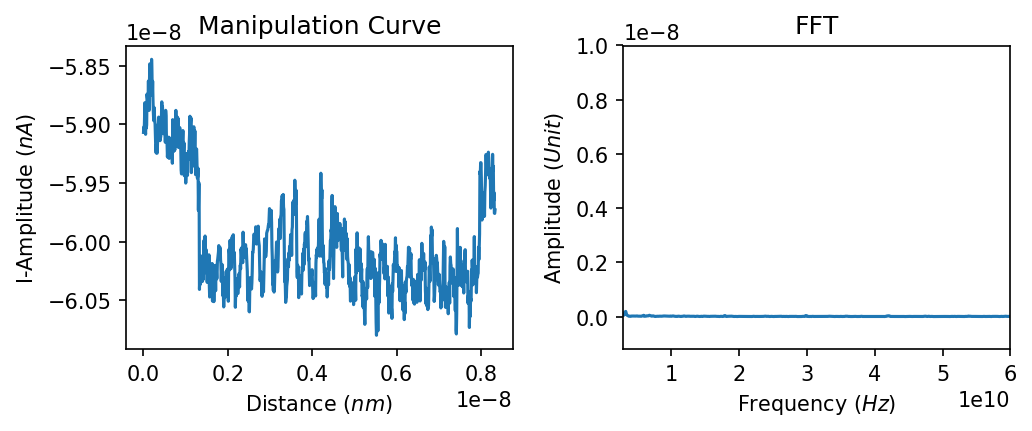 Manipulation Curve
1e−8
−5.85
−5.90
−5.95
−6.00
−6.05
I-Amplitude (nA)
0.0 0.2 0.4 0.6 0.8
1e−8
Distance (nm)
FFT
1e−8
1.0
0.8
0.6
0.4
0.2
0.0
Amplitude (Unit)
1 2 3 4 5 6
1e10
Frequency (Hz)